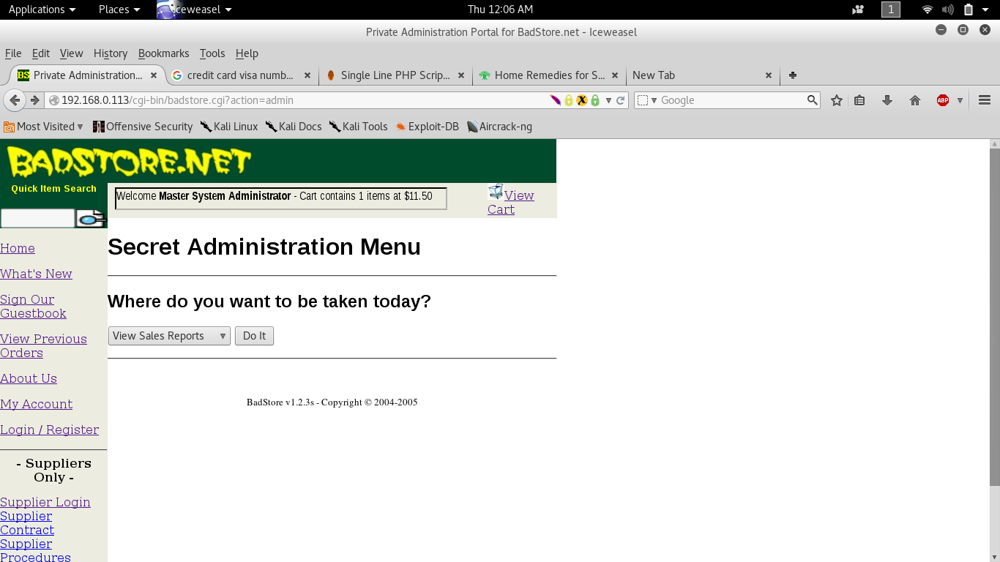 Applications Places Iceweasel Thu 12:06 AM 1
Private Administration Portal for BadStore.net - Iceweasel
File Edit View History Bookmarks Tools Help
BS Private Administration... credit card visa numb... Single Line PHP Scrip... Home Remedies for S... New Tab
192.168.0.113/cgi-bin/badstore.cgi?action=admin Google ABP
Most Visited Offensive Security Kali Linux Kali Docs Kali Tools Exploit-DB Aircrack-ng
BADSTORE.NET
Quick Item Search
Welcome Master System Administrator - Cart contains 1 items at $11.50
View
Cart
Home
What's New
Sign Our
Guestbook
View Previous
Orders
About Us
My Account
Login / Register
- Suppliers
Only -
Supplier Login
Supplier
Contract
Supplier
Procedures
Secret Administration Menu
Where do you want to be taken today?
View Sales Reports Do It
BadStore v1.2.3s - Copyright © 2004-2005